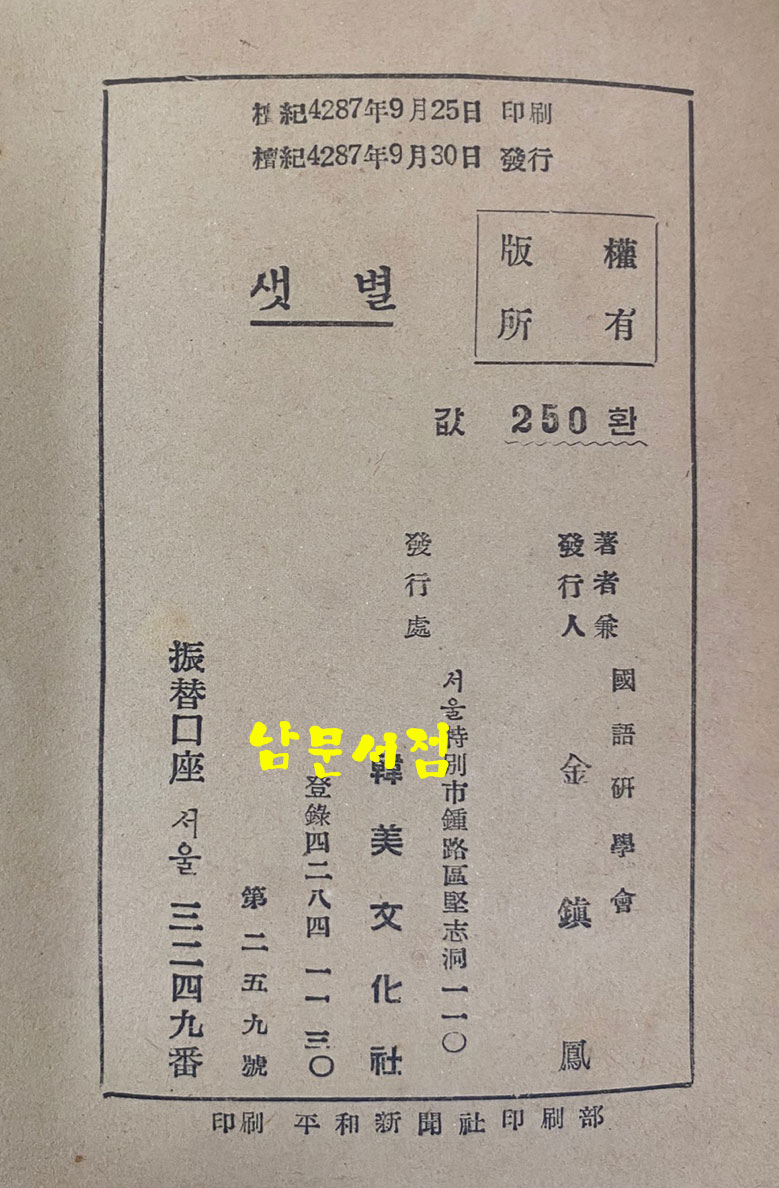 檀紀4287年9月25日 印刷
檀紀4287年9月30日 發行
版權
所有
샛별
값 250환
著者兼
發行人
國語硏學會
金鎭鳳
發行處
서울特別市鍾路區堅志洞一一〇
韓美文化社
登錄四二八四 一一 三〇
第二五九號
振替口座 서울 三二四九番
印刷 平和新聞社印刷部
남문서점